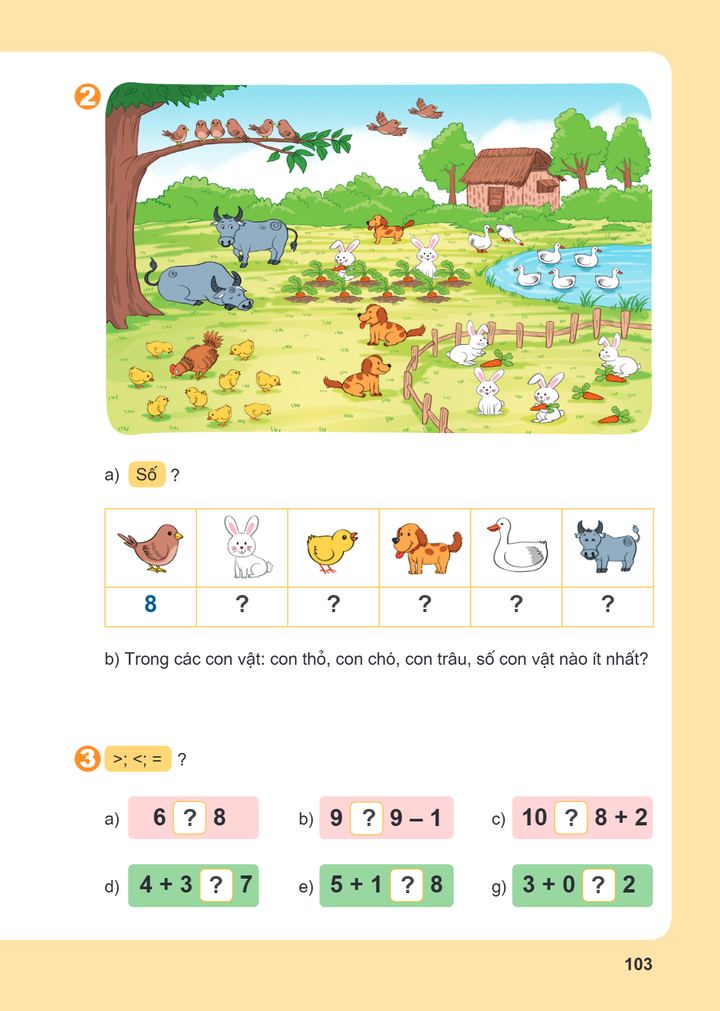 2
a) Số ?
8 ? ? ? ? ?
b) Trong các con vật: con thỏ, con chó, con trâu, số con vật nào ít nhất?
3 >; <; = ?
a) 6 ? 8 b) 9 ? 9 – 1 c) 10 ? 8 + 2
d) 4 + 3 ? 7 e) 5 + 1 ? 8 g) 3 + 0 ? 2
103